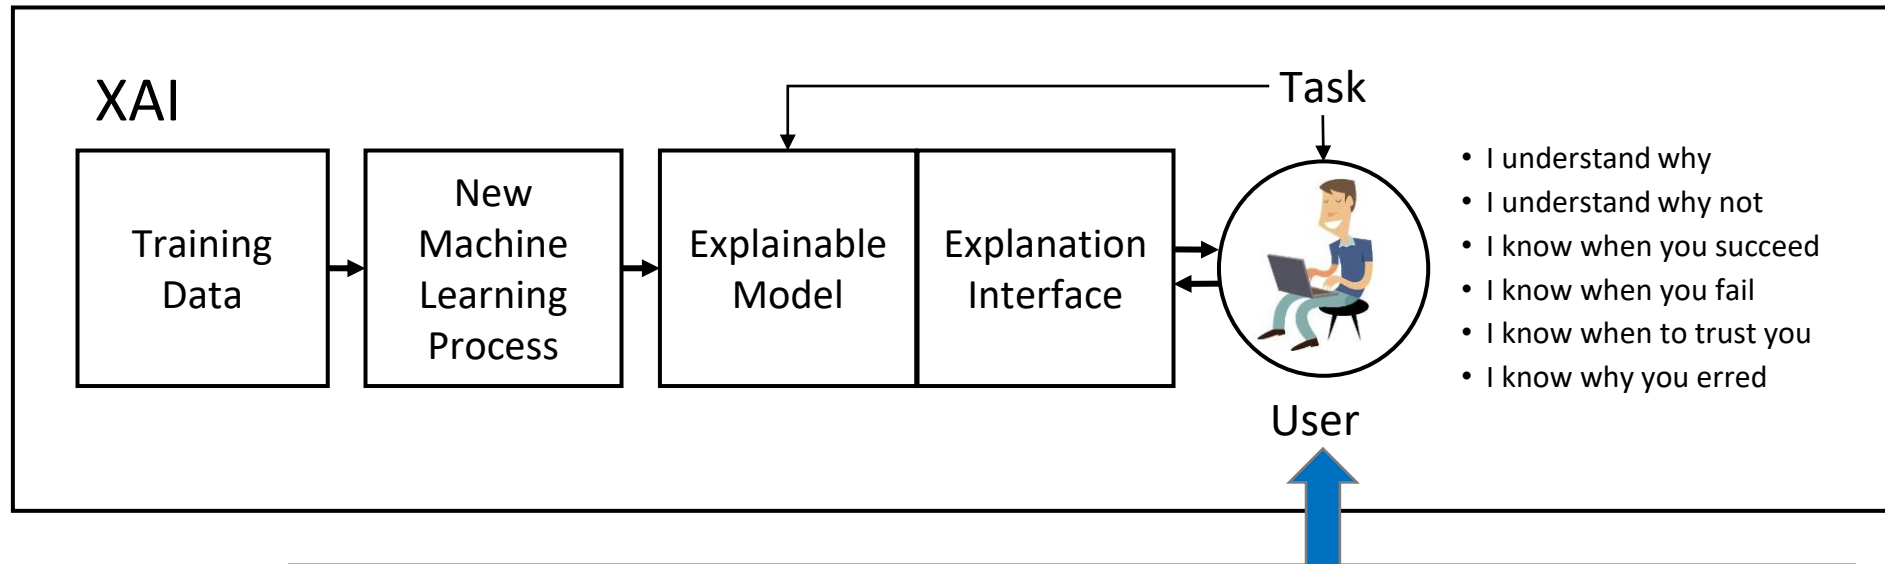 XAI
Task
Training
Data
New
Machine
Learning
Process
Explainable
Model
Explanation
Interface
User
• I understand why
• I understand why not
• I know when you succeed
• I know when you fail
• I know when to trust you
• I know why you erred